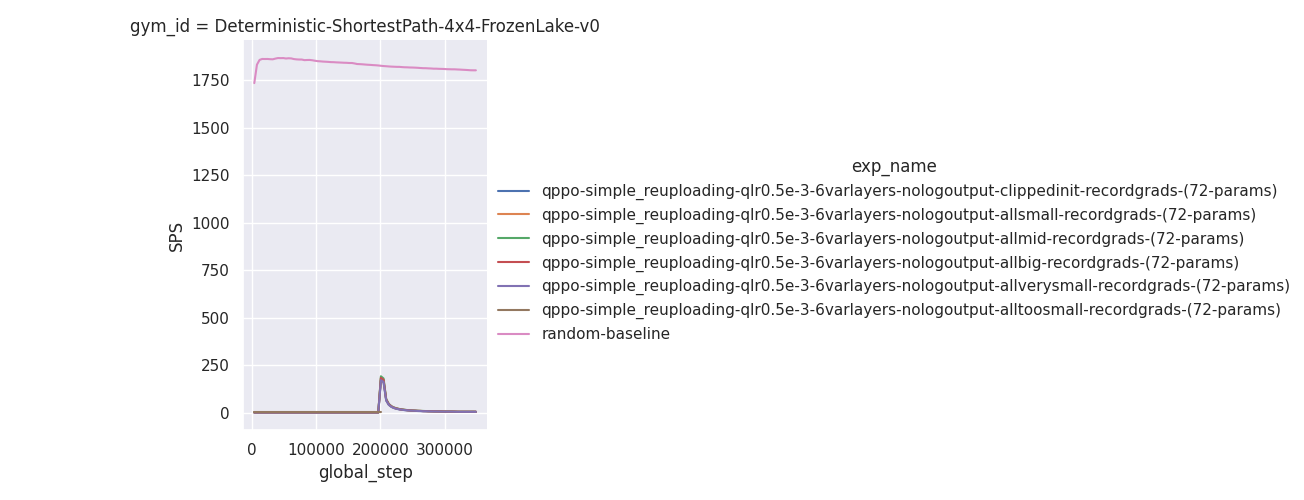 gym_id = Deterministic-ShortestPath-4x4-FrozenLake-v0
1750
1500
1250
1000
750
500
250
0
SPS
0 100000 200000 300000
global_step
exp_name
qppo-simple_reuploading-qlr0.5e-3-6varlayers-nologoutput-clippedinit-recordgrads-(72-params)
qppo-simple_reuploading-qlr0.5e-3-6varlayers-nologoutput-allsmall-recordgrads-(72-params)
qppo-simple_reuploading-qlr0.5e-3-6varlayers-nologoutput-allmid-recordgrads-(72-params)
qppo-simple_reuploading-qlr0.5e-3-6varlayers-nologoutput-allbig-recordgrads-(72-params)
qppo-simple_reuploading-qlr0.5e-3-6varlayers-nologoutput-allverysmall-recordgrads-(72-params)
qppo-simple_reuploading-qlr0.5e-3-6varlayers-nologoutput-alltoosmall-recordgrads-(72-params)
random-baseline